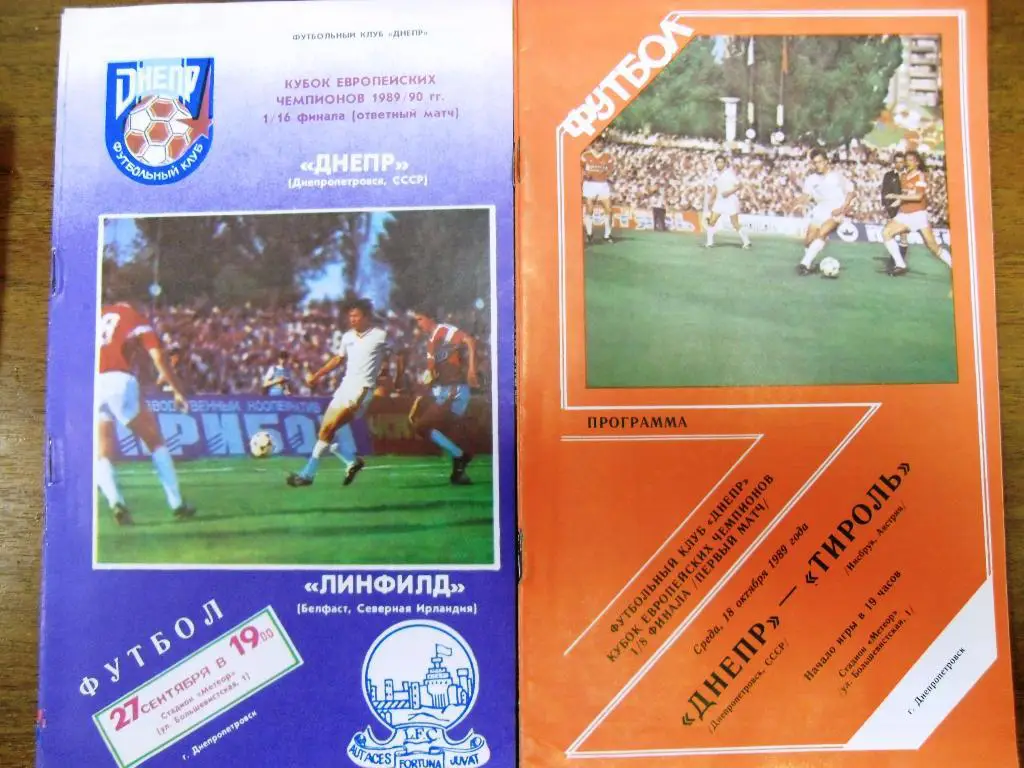 ФУТБОЛЬНЫЙ КЛУБ «ДНЕПР»
ДНЕПР
ФУТБОЛЬНЫЙ КЛУБ
КУБОК ЕВРОПЕЙСКИХ
ЧЕМПИОНОВ 1989/90 гг.
1/16 финала (ответный матч)
«ДНЕПР»
(Днепропетровск, СССР)
ЗВОДСТВЕННЫЙ КООПЕРАТИВ
ПРИБОЙ
«ЛИНФИЛД»
(Белфаст, Северная Ирландия)
ФУТБОЛ
27 СЕНТЯБРЯ В 19 00
Стадион «Метеор»
(ул. Большевистская, 1)
г. Днепропетровск
L.F.C
AUTACES FORTUNA JUVAT
ФУТБОЛ
ПРОГРАММА
ФУТБОЛЬНЫЙ КЛУБ «ДНЕПР»
КУБОК ЕВРОПЕЙСКИХ ЧЕМПИОНОВ
1/8 ФИНАЛА /ПЕРВЫЙ МАТЧ/
Среда, 18 октября 1989 года
«ДНЕПР» — «ТИРОЛЬ»
/Днепропетровск, СССР/
/Инсбрук, Австрия/
Начало игры в 19 часов
Стадион «Метеор»
/ул. Большевистская, 1/
г. Днепропетровск